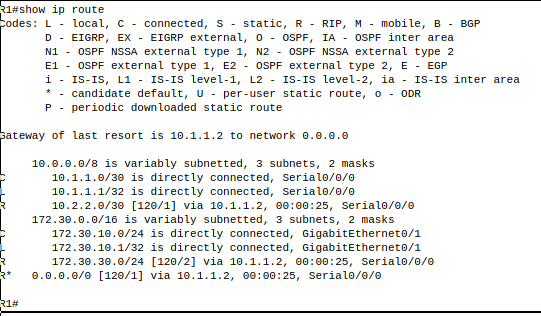 R1#show ip route
Codes: L - local, C - connected, S - static, R - RIP, M - mobile, B - BGP
D - EIGRP, EX - EIGRP external, O - OSPF, IA - OSPF inter area
N1 - OSPF NSSA external type 1, N2 - OSPF NSSA external type 2
E1 - OSPF external type 1, E2 - OSPF external type 2, E - EGP
i - IS-IS, L1 - IS-IS level-1, L2 - IS-IS level-2, ia - IS-IS inter area
* - candidate default, U - per-user static route, o - ODR
P - periodic downloaded static route
Gateway of last resort is 10.1.1.2 to network 0.0.0.0
10.0.0.0/8 is variably subnetted, 3 subnets, 2 masks
C 10.1.1.0/30 is directly connected, Serial0/0/0
L 10.1.1.1/32 is directly connected, Serial0/0/0
R 10.2.2.0/30 [120/1] via 10.1.1.2, 00:00:25, Serial0/0/0
172.30.0.0/16 is variably subnetted, 3 subnets, 2 masks
C 172.30.10.0/24 is directly connected, GigabitEthernet0/1
L 172.30.10.1/32 is directly connected, GigabitEthernet0/1
R 172.30.30.0/24 [120/2] via 10.1.1.2, 00:00:25, Serial0/0/0
R* 0.0.0.0/0 [120/1] via 10.1.1.2, 00:00:25, Serial0/0/0
R1#